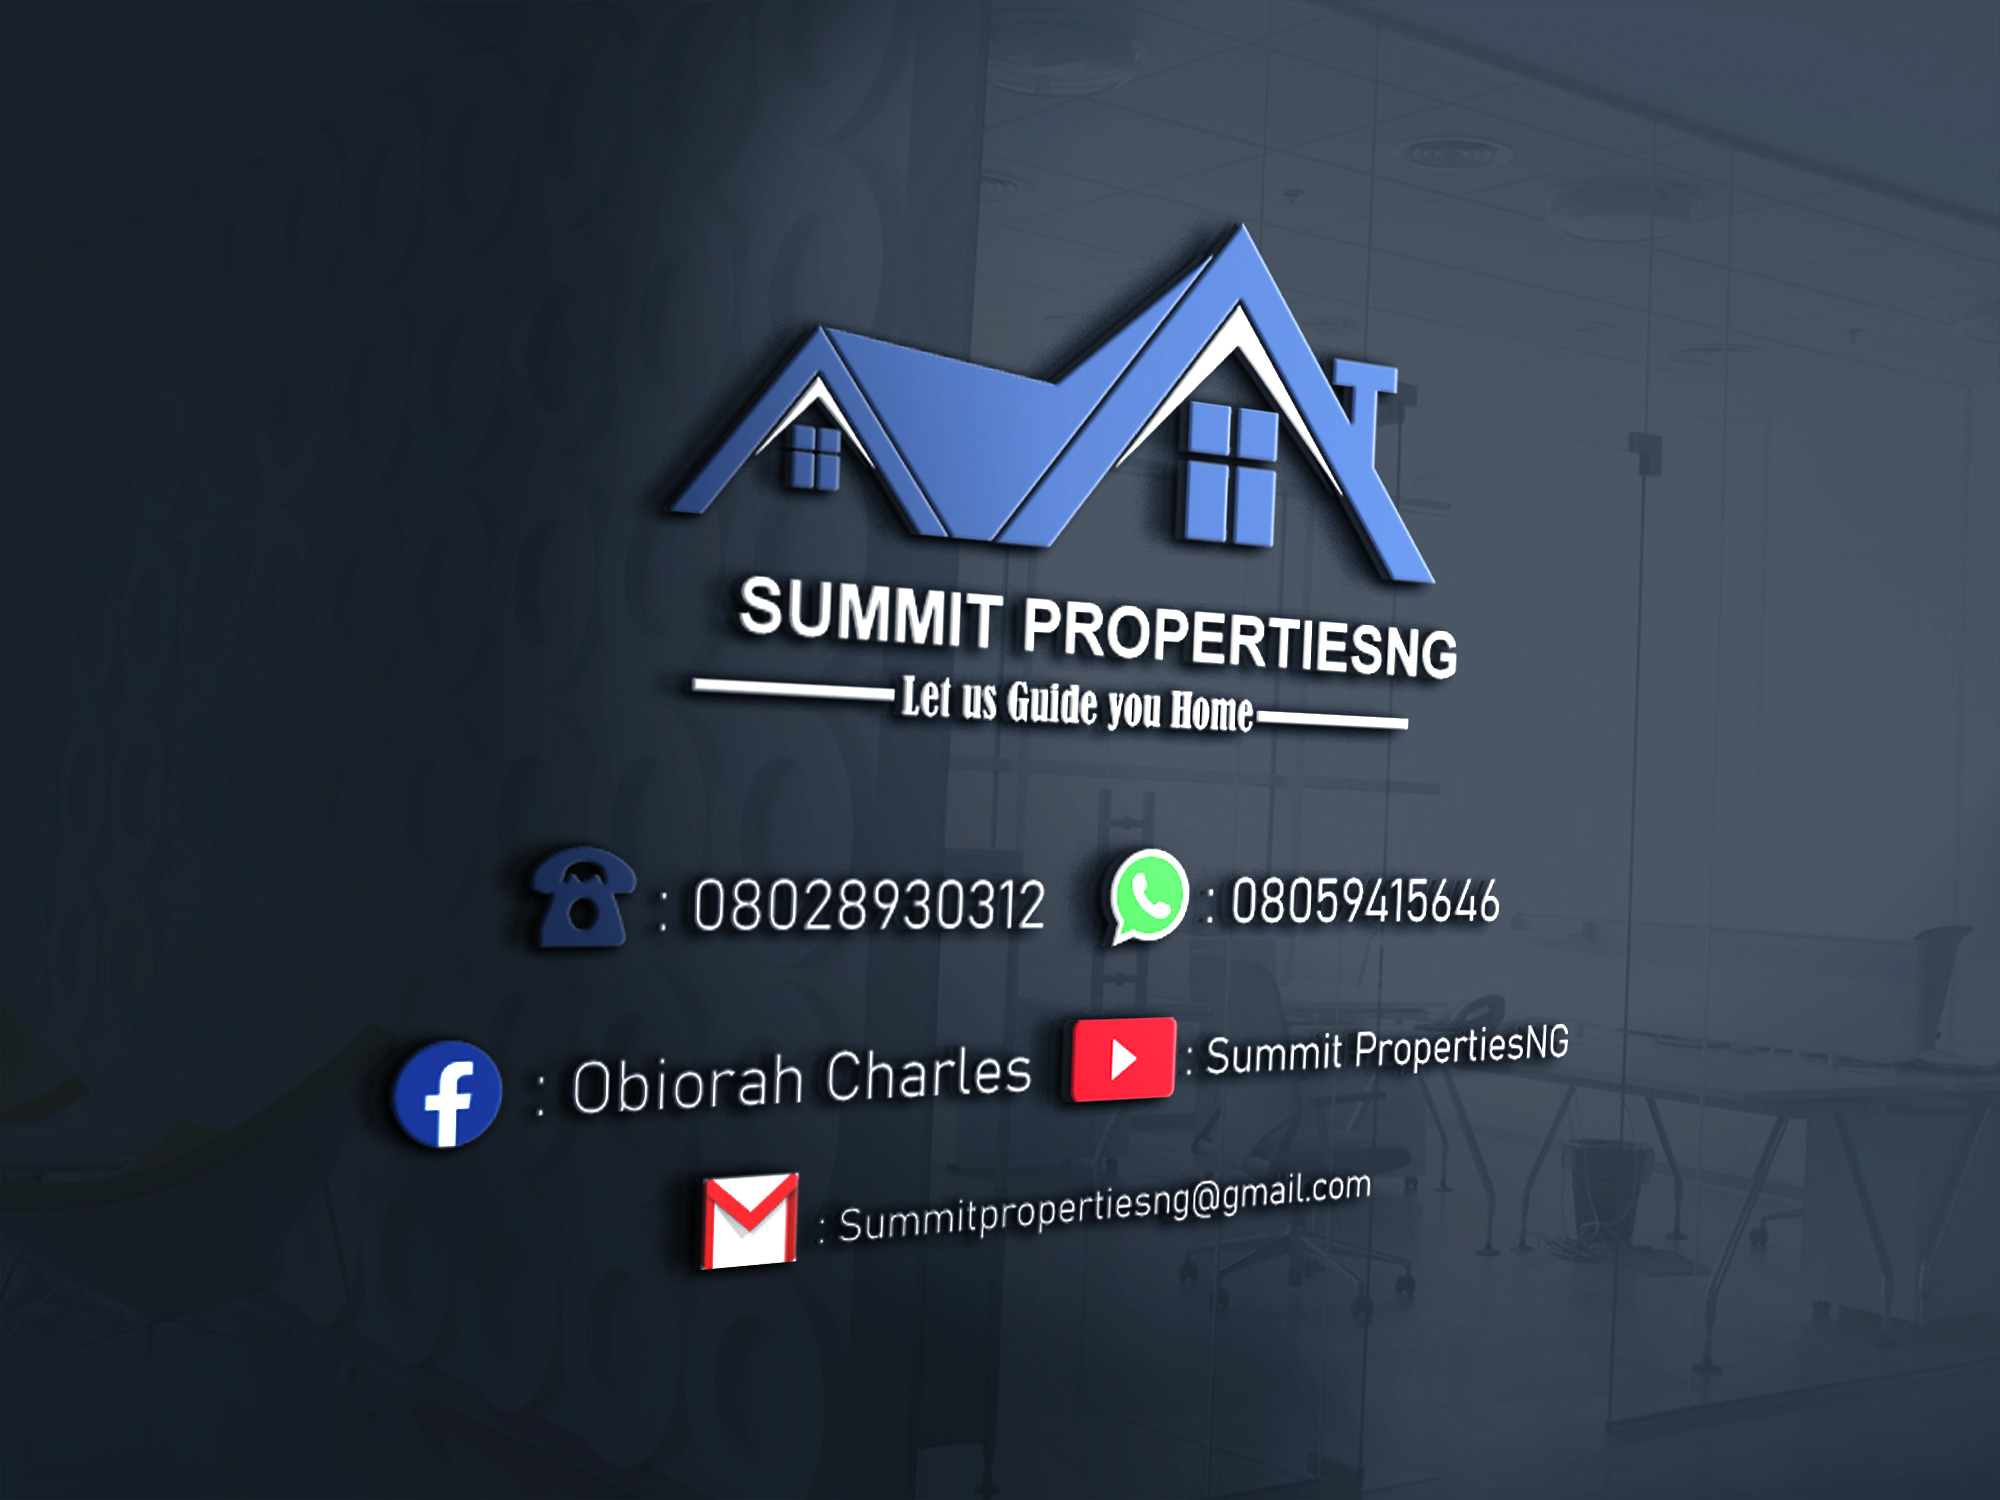 SUMMIT PROPERTIESNG
Let us Guide you Home
: 08028930312
: 08059415646
: Obiorah Charles
: Summit PropertiesNG
: Summitpropertiesng@gmail.com